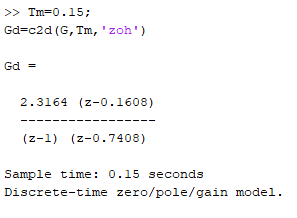 >> Tm=0.15;
Gd=c2d(G,Tm,'zoh')
Gd =
2.3164 (z-0.1608)
-----------------
(z-1) (z-0.7408)
Sample time: 0.15 seconds
Discrete-time zero/pole/gain model.